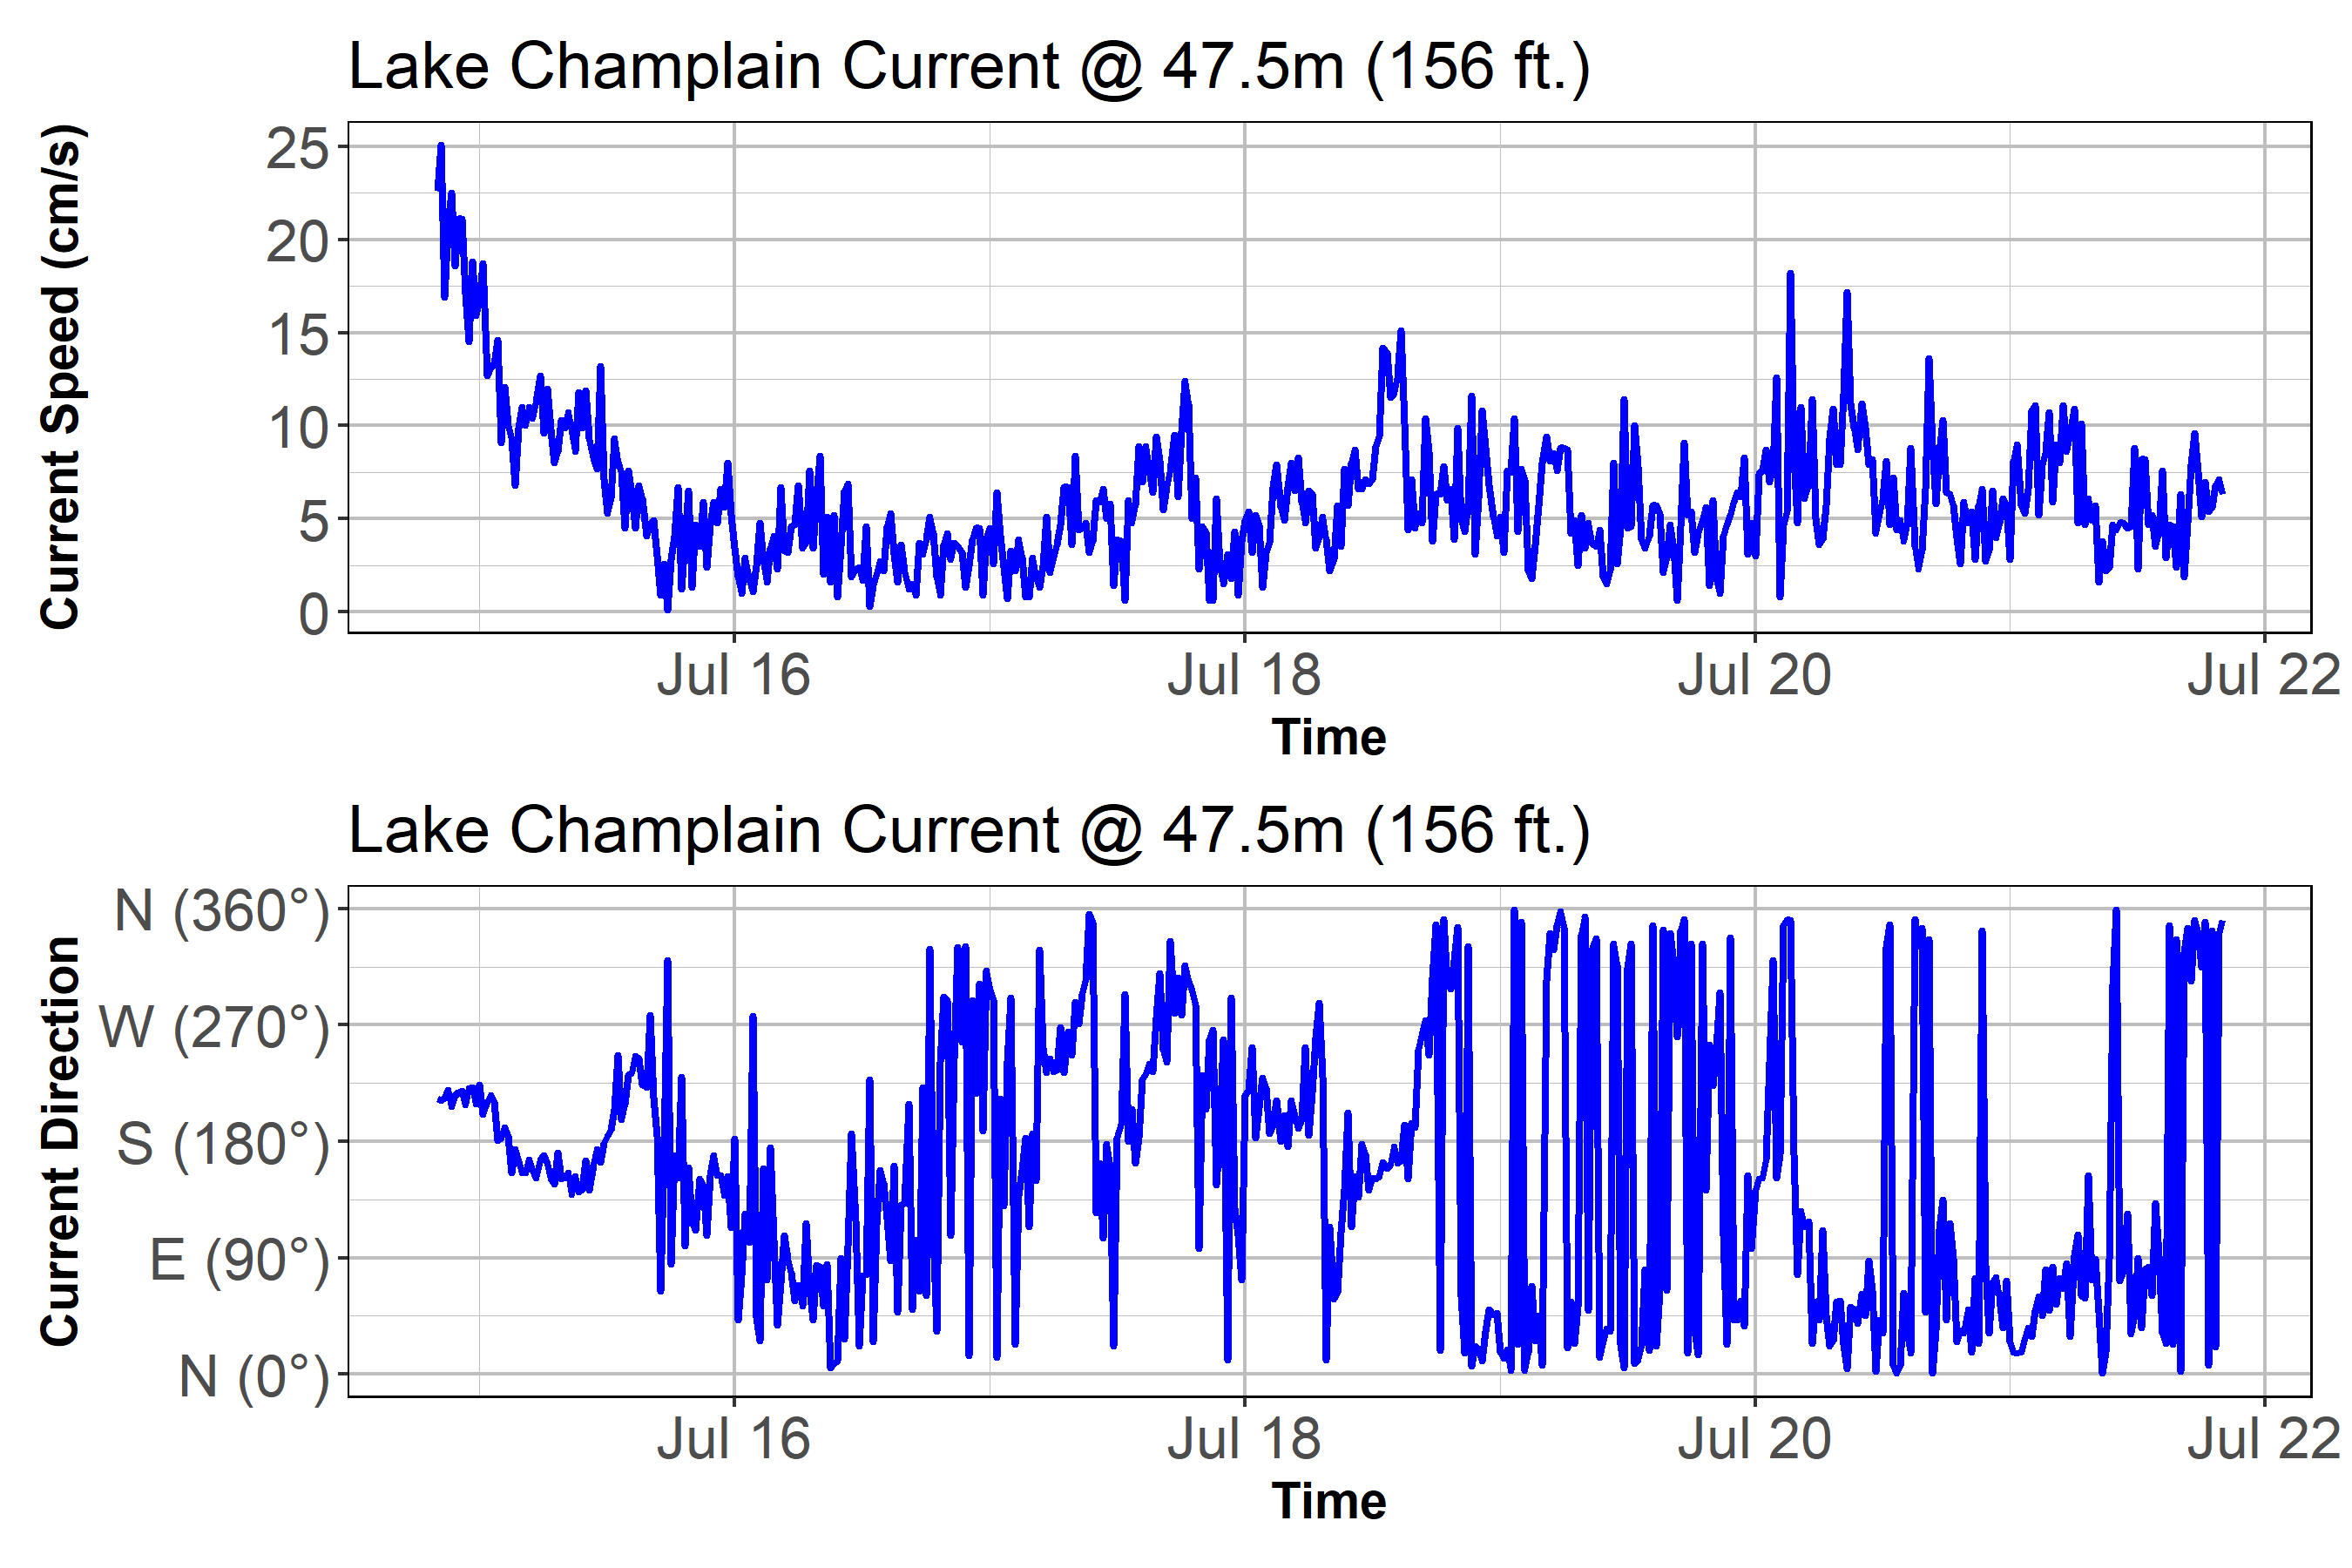 Lake Champlain Current @ 47.5m (156 ft.)
Current Speed (cm/s)
25
20
15
10
5
0
Jul 16 Jul 18 Jul 20 Jul 22
Time
Lake Champlain Current @ 47.5m (156 ft.)
Current Direction
N (360°)
W (270°)
S (180°)
E (90°)
N (0°)
Jul 16 Jul 18 Jul 20 Jul 22
Time